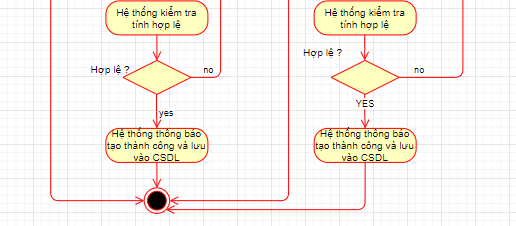 Hệ thống kiểm tra
tính hợp lệ
Hợp lệ ?
no
yes
Hệ thống thông báo
tạo thành công và lưu
vào CSDL
Hệ thống kiểm tra
tính hợp lệ
Hợp lệ ?
no
YES
Hệ thống thông báo
tạo thành công và lưu
vào CSDL